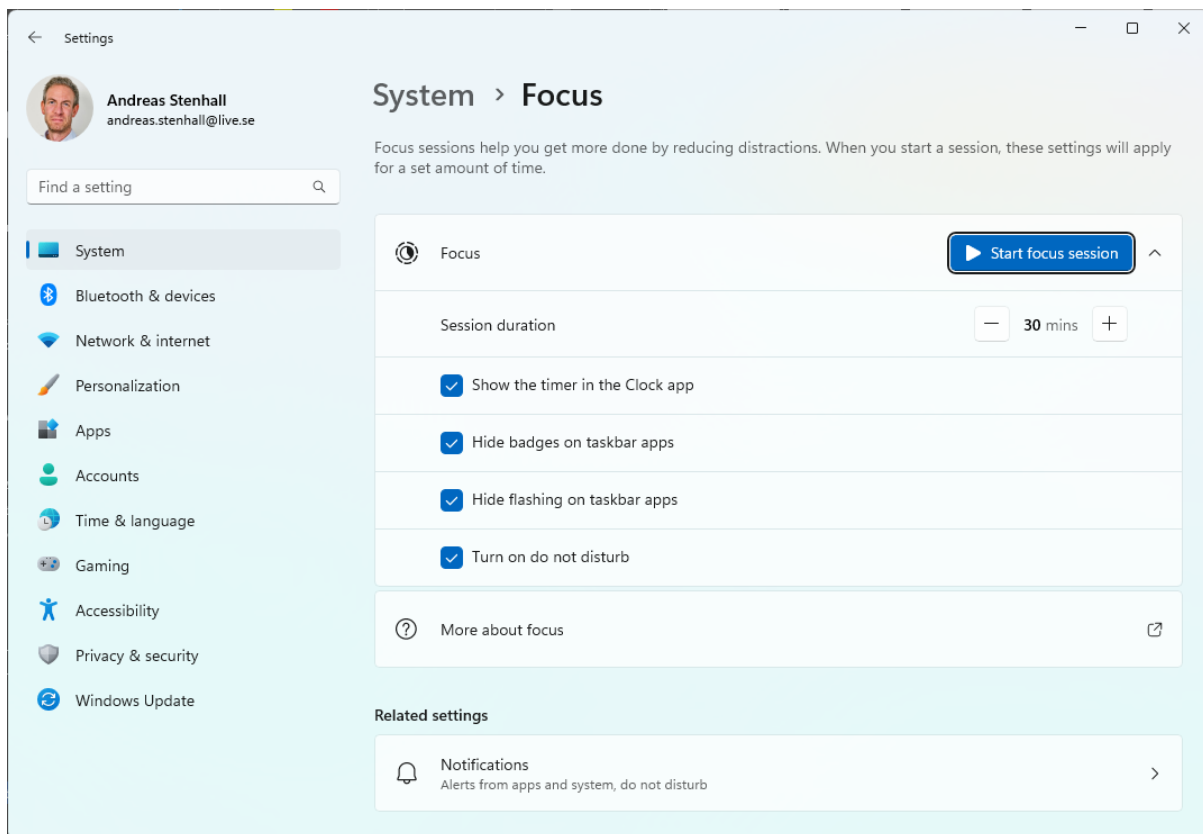 Settings
Andreas Stenhall
andreas.stenhall@live.se
Find a setting
System
Bluetooth & devices
Network & internet
Personalization
Apps
Accounts
Time & language
Gaming
Accessibility
Privacy & security
Windows Update
System > Focus
Focus sessions help you get more done by reducing distractions. When you start a session, these settings will apply
for a set amount of time.
Focus
Start focus session
Session duration
30 mins
Show the timer in the Clock app
Hide badges on taskbar apps
Hide flashing on taskbar apps
Turn on do not disturb
More about focus
Related settings
Notifications
Alerts from apps and system, do not disturb